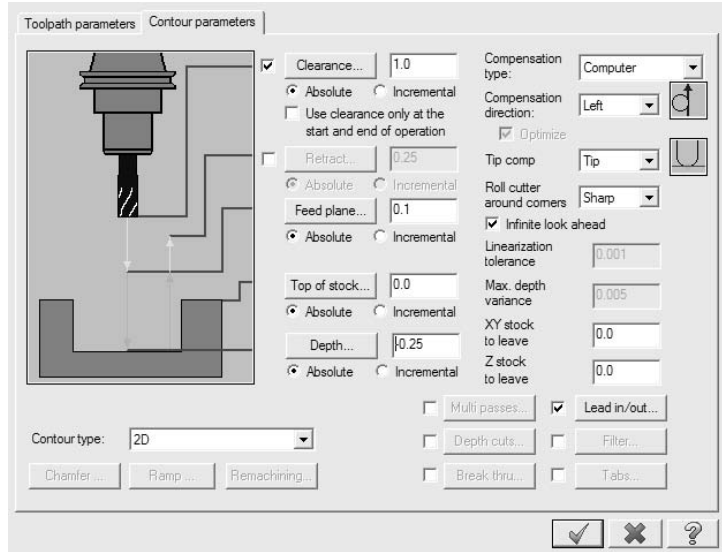 Toolpath parameters Contour parameters
Clearance... 1.0
Absolute Incremental
Use clearance only at the
start and end of operation
Retract... 0.25
Absolute Incremental
Feed plane... 0.1
Absolute Incremental
Top of stock... 0.0
Absolute Incremental
Depth... -0.25
Absolute Incremental
Compensation
type: Computer
Compensation
direction: Left
Optimize
Tip comp Tip
Roll cutter
around corners Sharp
Infinite look ahead
Linearization
tolerance 0.001
Max. depth
variance 0.005
XY stock
to leave 0.0
Z stock
to leave 0.0
Multi passes... Lead in/out...
Contour type: 2D Depth cuts... Filter...
Chamfer ... Ramp ... Remachining... Break thru... Tabs...